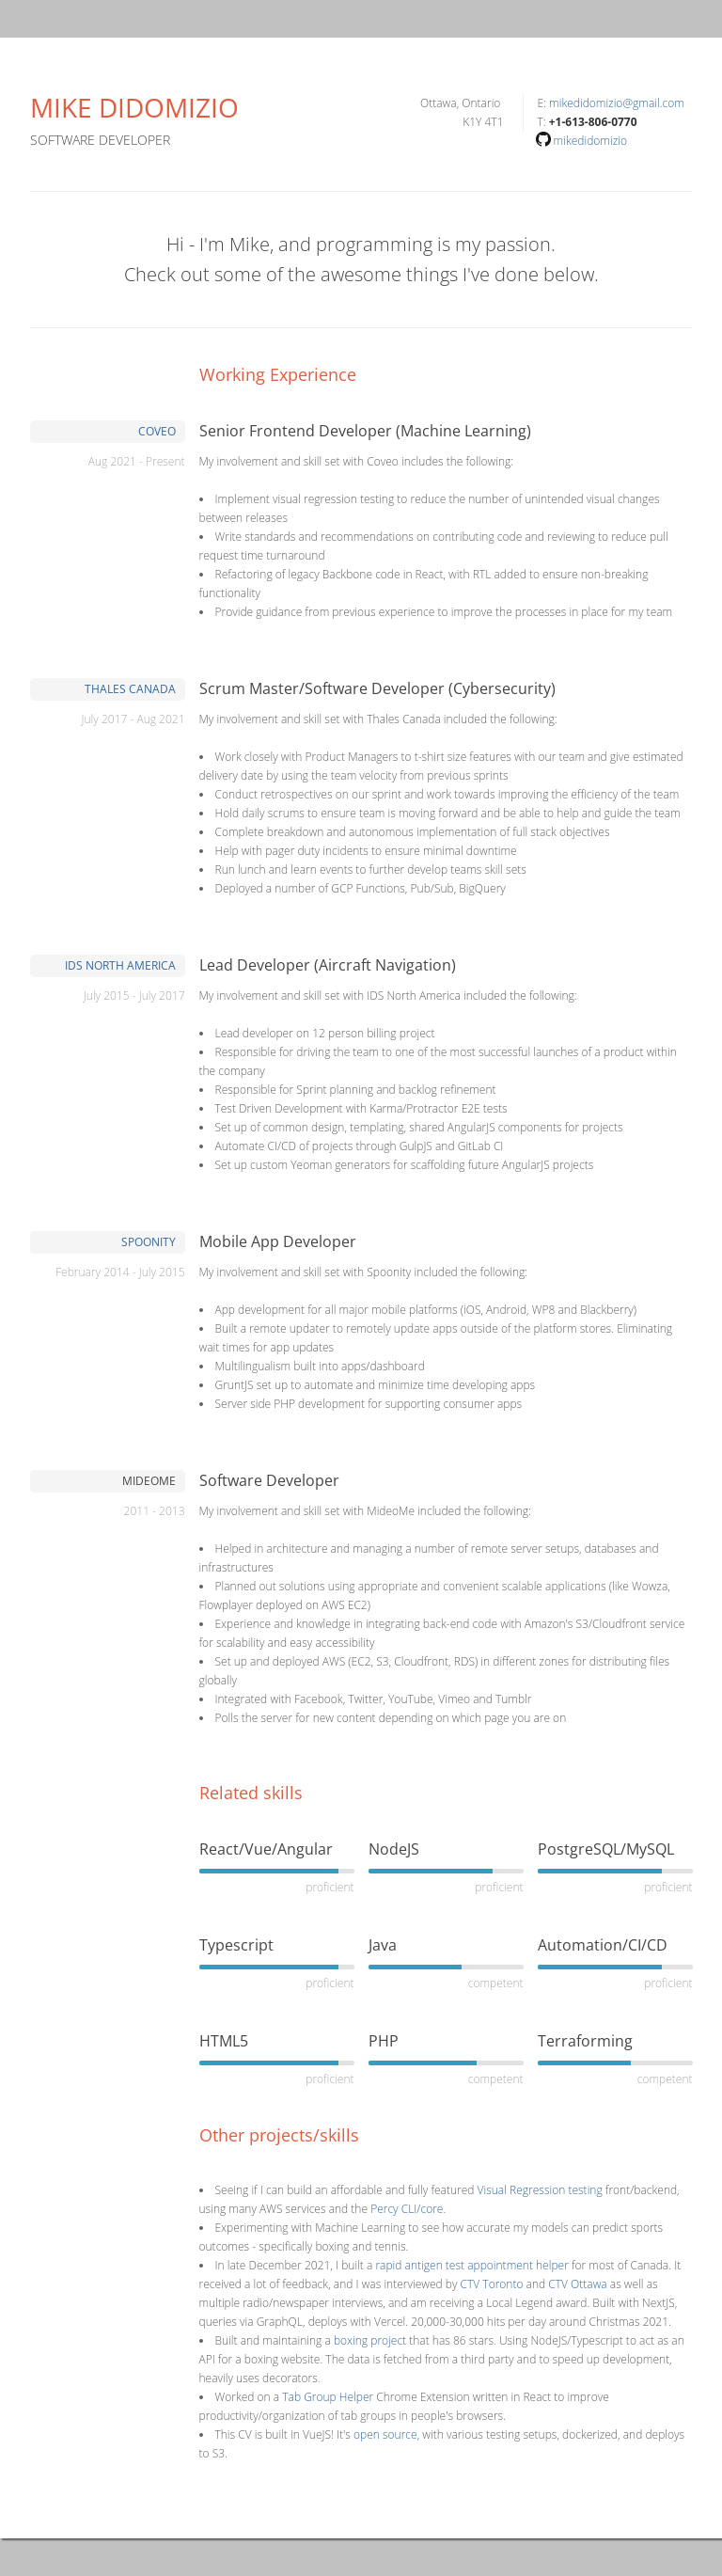 MIKE DIDOMIZIO
SOFTWARE DEVELOPER
Ottawa, Ontario
K1Y 4T1
E: mikedidomizio@gmail.com
T: +1-613-806-0770
mikedidomizio
Hi - I'm Mike, and programming is my passion.
Check out some of the awesome things I've done below.
Working Experience
COVEO
Aug 2021 - Present
Senior Frontend Developer (Machine Learning)
My involvement and skill set with Coveo includes the following:
• Implement visual regression testing to reduce the number of unintended visual changes
between releases
• Write standards and recommendations on contributing code and reviewing to reduce pull
request time turnaround
• Refactoring of legacy Backbone code in React, with RTL added to ensure non-breaking
functionality
• Provide guidance from previous experience to improve the processes in place for my team
THALES CANADA
July 2017 - Aug 2021
Scrum Master/Software Developer (Cybersecurity)
My involvement and skill set with Thales Canada included the following:
• Work closely with Product Managers to t-shirt size features with our team and give estimated
delivery date by using the team velocity from previous sprints
• Conduct retrospectives on our sprint and work towards improving the efficiency of the team
• Hold daily scrums to ensure team is moving forward and be able to help and guide the team
• Complete breakdown and autonomous implementation of full stack objectives
• Help with pager duty incidents to ensure minimal downtime
• Run lunch and learn events to further develop teams skill sets
• Deployed a number of GCP Functions, Pub/Sub, BigQuery
IDS NORTH AMERICA
July 2015 - July 2017
Lead Developer (Aircraft Navigation)
My involvement and skill set with IDS North America included the following:
• Lead developer on 12 person billing project
• Responsible for driving the team to one of the most successful launches of a product within
the company
• Responsible for Sprint planning and backlog refinement
• Test Driven Development with Karma/Protractor E2E tests
• Set up of common design, templating, shared AngularJS components for projects
• Automate CI/CD of projects through GulpJS and GitLab CI
• Set up custom Yeoman generators for scaffolding future AngularJS projects
SPOONITY
February 2014 - July 2015
Mobile App Developer
My involvement and skill set with Spoonity included the following:
• App development for all major mobile platforms (iOS, Android, WP8 and Blackberry)
• Built a remote updater to remotely update apps outside of the platform stores. Eliminating
wait times for app updates
• Multilingualism built into apps/dashboard
• GruntJS set up to automate and minimize time developing apps
• Server side PHP development for supporting consumer apps
MIDEOME
2011 - 2013
Software Developer
My involvement and skill set with MideoMe included the following:
• Helped in architecture and managing a number of remote server setups, databases and
infrastructures
• Planned out solutions using appropriate and convenient scalable applications (like Wowza,
Flowplayer deployed on AWS EC2)
• Experience and knowledge in integrating back-end code with Amazon's S3/Cloudfront service
for scalability and easy accessibility
• Set up and deployed AWS (EC2, S3, Cloudfront, RDS) in different zones for distributing files
globally
• Integrated with Facebook, Twitter, YouTube, Vimeo and Tumblr
• Polls the server for new content depending on which page you are on
Related skills
React/Vue/Angular NodeJS PostgreSQL/MySQL
proficient proficient proficient
Typescript Java Automation/CI/CD
proficient competent proficient
HTML5 PHP Terraforming
proficient competent competent
Other projects/skills
• Seeing if I can build an affordable and fully featured Visual Regression testing front/backend,
using many AWS services and the Percy CLI/core.
• Experimenting with Machine Learning to see how accurate my models can predict sports
outcomes - specifically boxing and tennis.
• In late December 2021, I built a rapid antigen test appointment helper for most of Canada. It
received a lot of feedback, and I was interviewed by CTV Toronto and CTV Ottawa as well as
multiple radio/newspaper interviews, and am receiving a Local Legend award. Built with NextJS,
queries via GraphQL, deploys with Vercel. 20,000-30,000 hits per day around Christmas 2021.
• Built and maintaining a boxing project that has 86 stars. Using NodeJS/Typescript to act as an
API for a boxing website. The data is fetched from a third party and to speed up development,
heavily uses decorators.
• Worked on a Tab Group Helper Chrome Extension written in React to improve
productivity/organization of tab groups in people's browsers.
• This CV is built in VueJS! It's open source, with various testing setups, dockerized, and deploys
to S3.